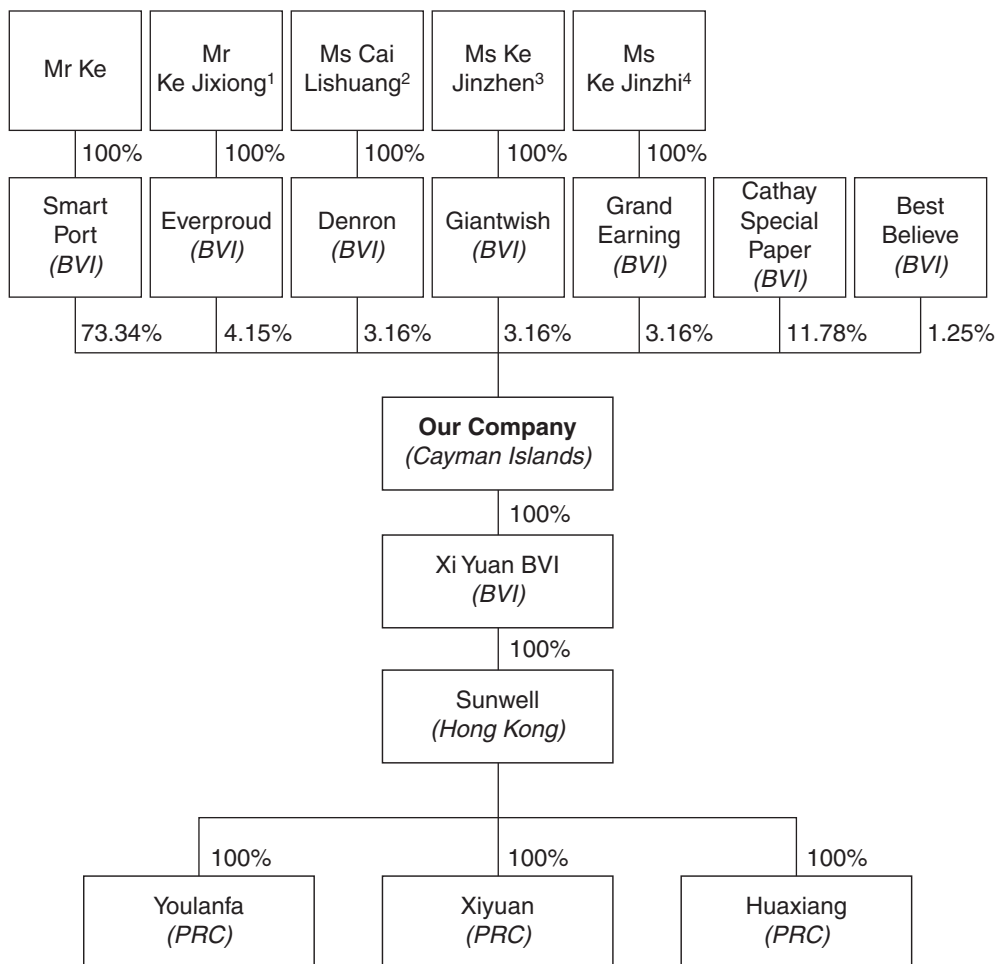 Mr Ke
Mr
Ke Jixiong¹
Ms Cai
Lishuang²
Ms Ke
Jinzhen³
Ms
Ke Jinzhi⁴
100%
100%
100%
100%
100%
Smart
Port
(BVI)
Everproud
(BVI)
Denron
(BVI)
Giantwish
(BVI)
Grand
Earning
(BVI)
Cathay
Special
Paper
(BVI)
Best
Believe
(BVI)
73.34%
4.15%
3.16%
3.16%
3.16%
11.78%
1.25%
Our Company
(Cayman Islands)
100%
Xi Yuan BVI
(BVI)
100%
Sunwell
(Hong Kong)
100%
100%
100%
Youlanfa
(PRC)
Xiyuan
(PRC)
Huaxiang
(PRC)